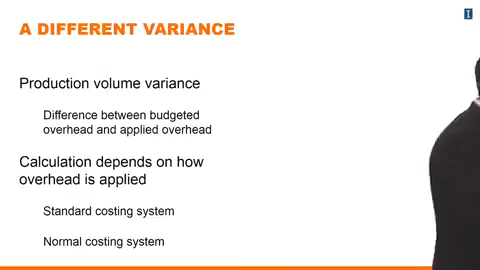 A DIFFERENT VARIANCE
Production volume variance
Difference between budgeted
overhead and applied overhead
Calculation depends on how
overhead is applied
Standard costing system
Normal costing system
I